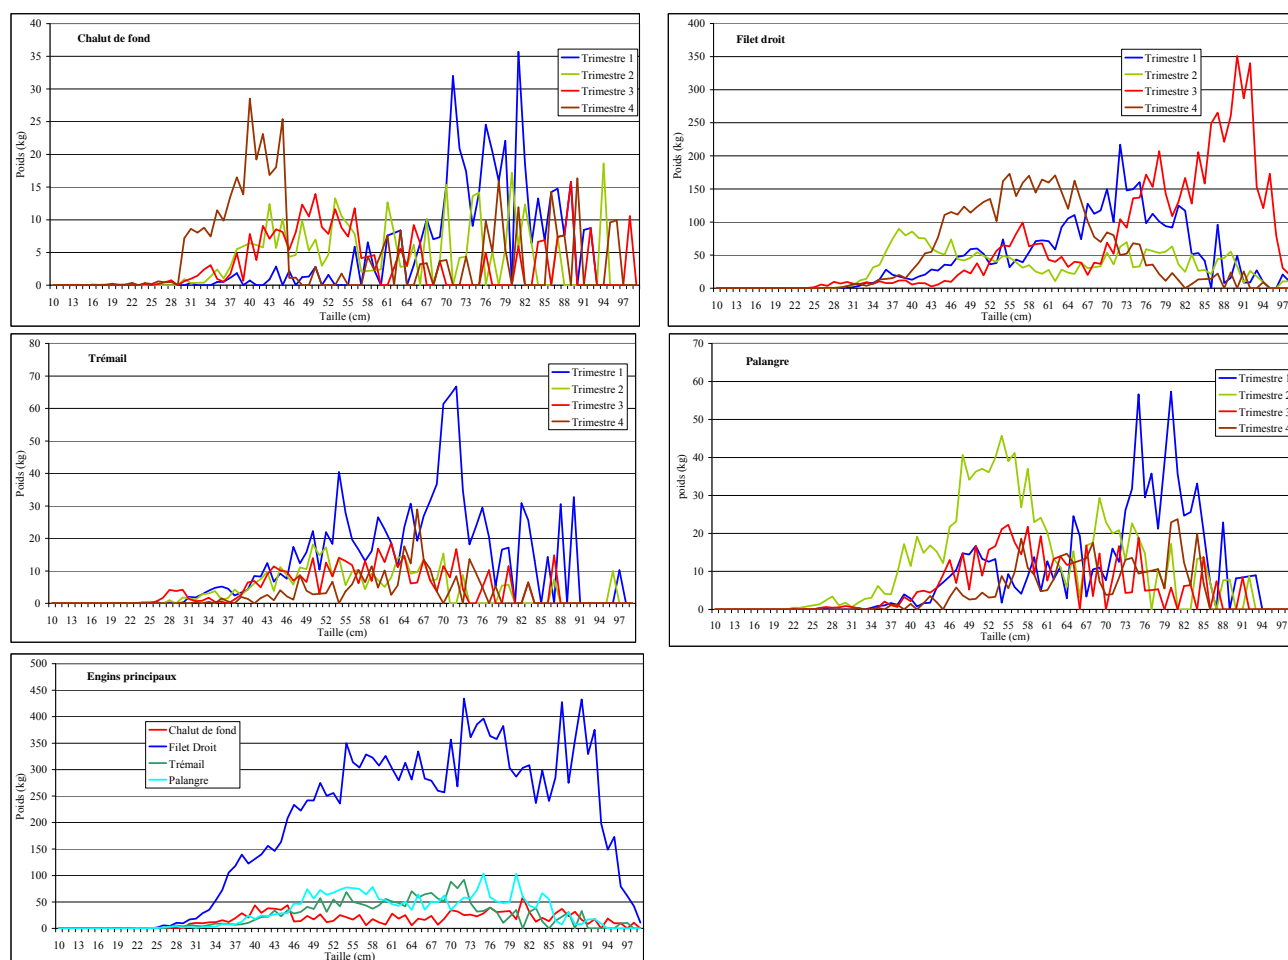 Chalut de fond
40
35
30
25
20
15
10
5
0
Poids (kg)
Trimestre 1
Trimestre 2
Trimestre 3
Trimestre 4
10 13 16 19 22 25 28 31 34 37 40 43 46 49 52 55 58 61 64 67 70 73 76 79 82 85 88 91 94 97
Taille (cm)
Filet droit
400
350
300
250
200
150
100
50
0
Poids (kg)
Trimestre 1
Trimestre 2
Trimestre 3
Trimestre 4
10 13 16 19 22 25 28 31 34 37 40 43 46 49 52 55 58 61 64 67 70 73 76 79 82 85 88 91 94 97
Taille (cm)
Trémail
80
70
60
50
40
30
20
10
0
Poids (kg)
Trimestre 1
Trimestre 2
Trimestre 3
Trimestre 4
10 13 16 19 22 25 28 31 34 37 40 43 46 49 52 55 58 61 64 67 70 73 76 79 82 85 88 91 94 97
Taille (cm)
Palangre
70
60
50
40
30
20
10
0
poids (kg)
Trimestre 1
Trimestre 2
Trimestre 3
Trimestre 4
10 13 16 19 22 25 28 31 34 37 40 43 46 49 52 55 58 61 64 67 70 73 76 79 82 85 88 91 94 97
Taille (cm)
Engins principaux
500
450
400
350
300
250
200
150
100
50
0
Poids (kg)
Chalut de fond
Filet Droit
Trémail
Palangre
10 13 16 19 22 25 28 31 34 37 40 43 46 49 52 55 58 61 64 67 70 73 76 79 82 85 88 91 94 97
Taille (cm)